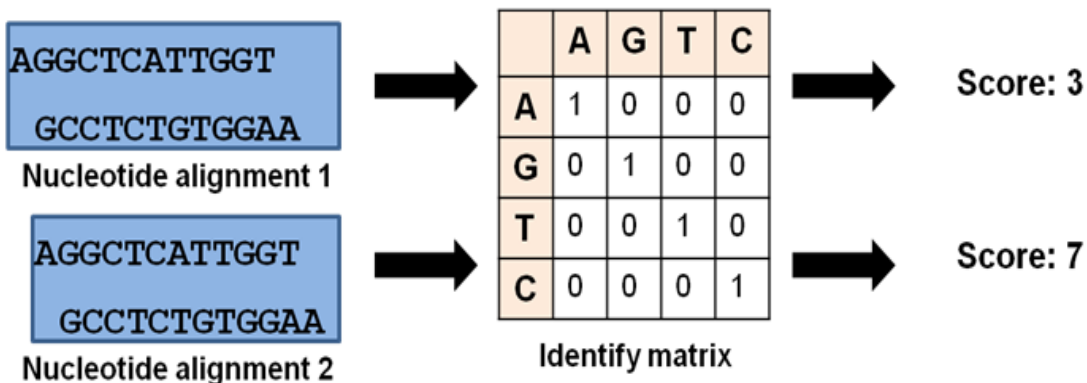 AGGCTCATTGGT
GCCTCTGTGGAA
Nucleotide alignment 1
AGGCTCATTGGT
GCCTCTGTGGAA
Nucleotide alignment 2
A G T C
A 1 0 0 0
G 0 1 0 0
T 0 0 1 0
C 0 0 0 1
Identify matrix
Score: 3
Score: 7